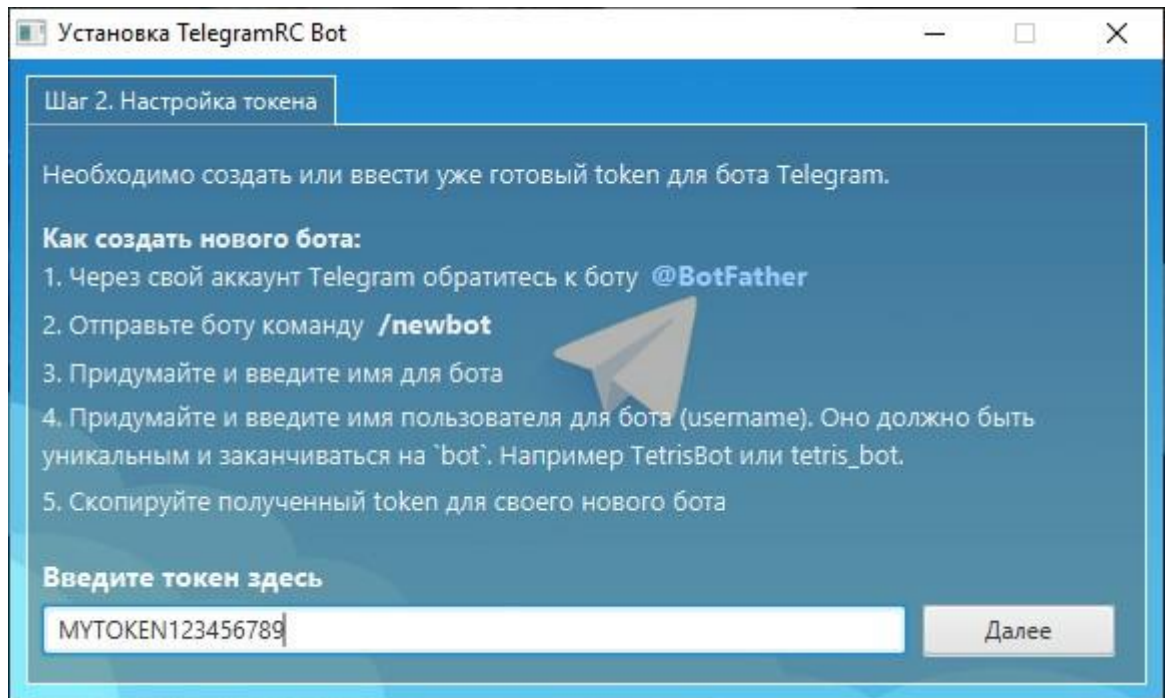 Установка TelegramRC Bot
Шаг 2. Настройка токена
Необходимо создать или ввести уже готовый token для бота Telegram.
Как создать нового бота:
1. Через свой аккаунт Telegram обратитесь к боту @BotFather
2. Отправьте боту команду /newbot
3. Придумайте и введите имя для бота
4. Придумайте и введите имя пользователя для бота (username). Оно должно быть
уникальным и заканчиваться на `bot`. Например TetrisBot или tetris_bot.
5. Скопируйте полученный token для своего нового бота
Введите токен здесь
MYTOKEN123456789
Далее